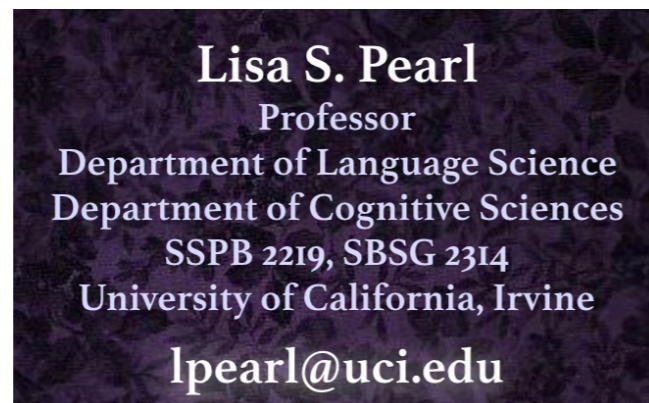 Lisa S. Pearl
Professor
Department of Language Science
Department of Cognitive Sciences
SSPB 2219, SBSG 2314
University of California, Irvine
lpearl@uci.edu